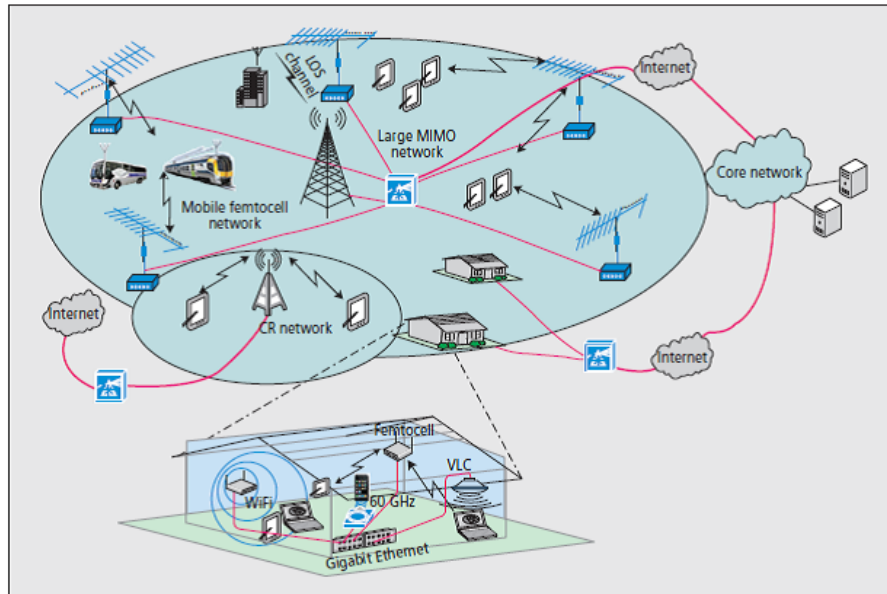 LOS
channel
Internet
Large MIMO
network
Core network
Mobile femtocell
network
Internet
CR network
Internet
Femtocell
VLC
WiFi
60 GHz
Gigabit Ethernet